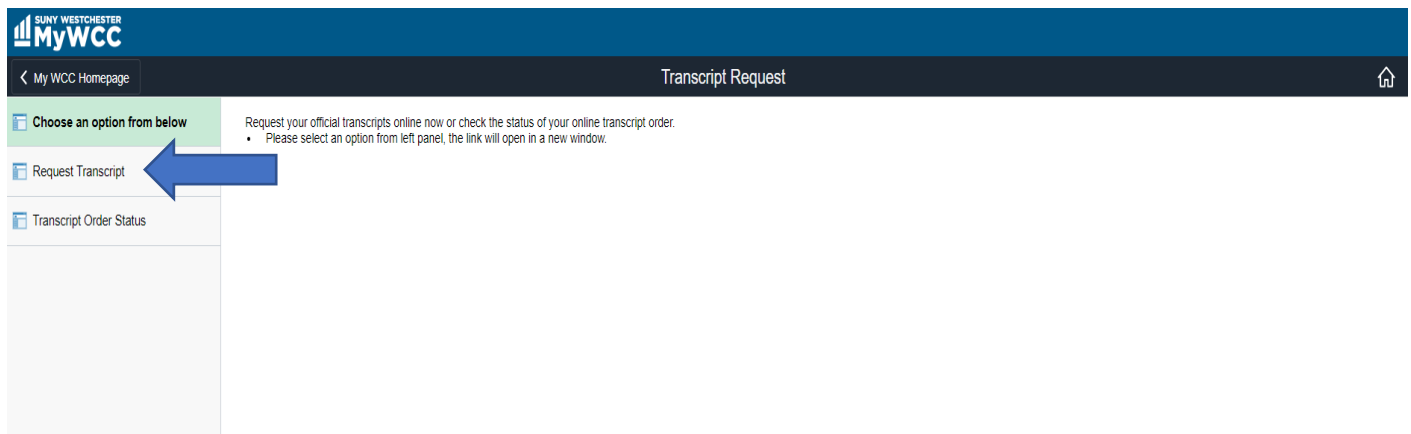 SUNY WESTCHESTER
MyWCC
My WCC Homepage
Transcript Request
Choose an option from below
Request Transcript
Transcript Order Status
Request your official transcripts online now or check the status of your online transcript order.
• Please select an option from left panel, the link will open in a new window.